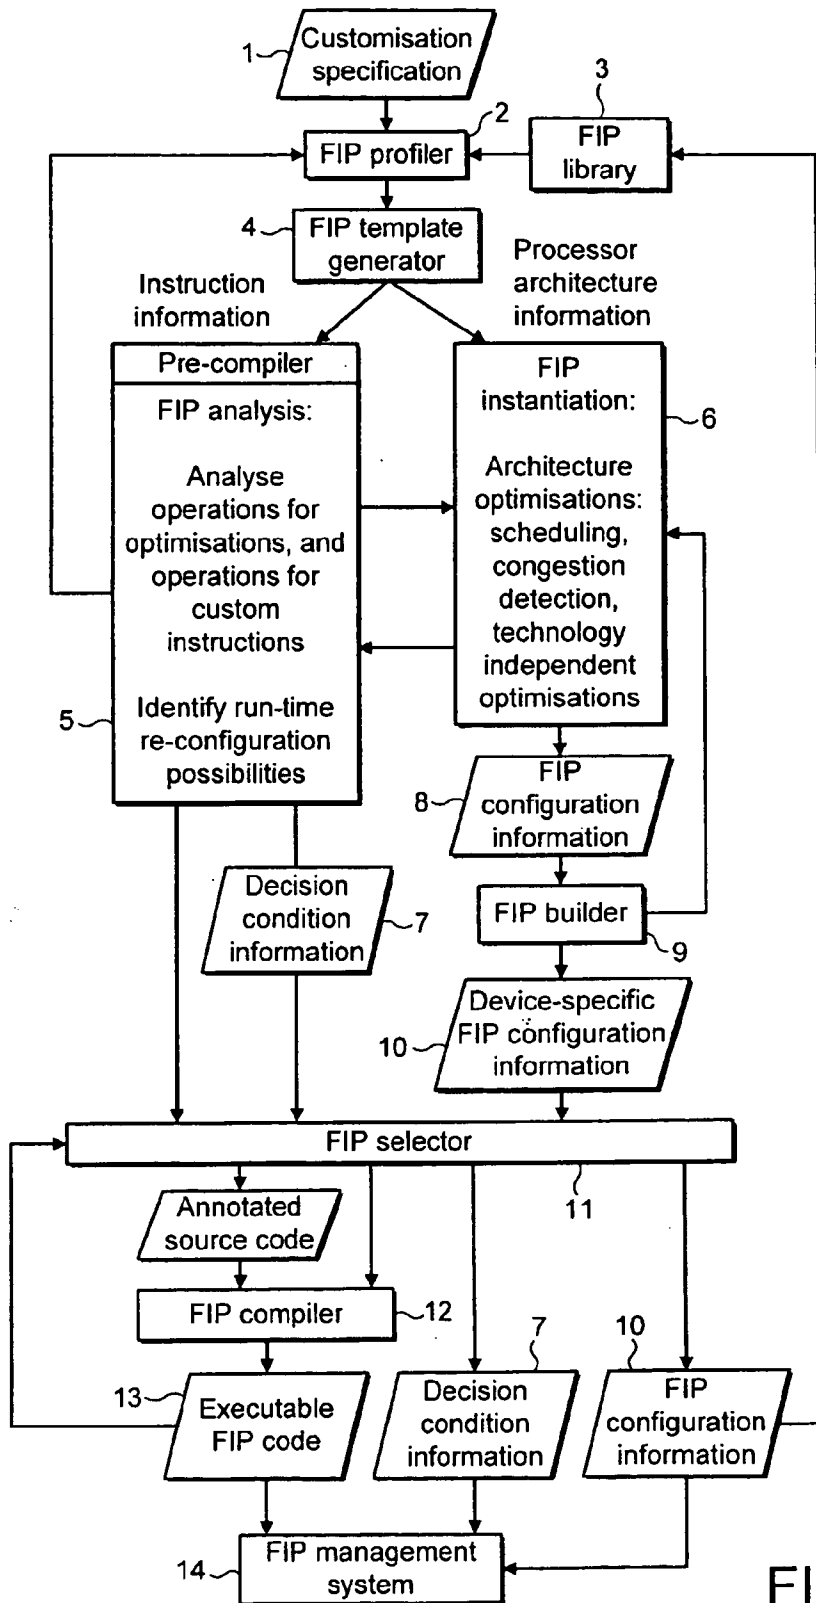 1
Customisation
specification
2
3
FIP profiler
FIP
library
4
FIP template
generator
Instruction
information
Processor
architecture
information
Pre-compiler
FIP analysis:
Analyse
operations for
optimisations, and
operations for
custom
instructions
Identify run-time
re-configuration
possibilities
5
FIP
instantiation:
Architecture
optimisations:
scheduling,
congestion
detection,
technology
independent
optimisations
6
8
FIP
configuration
information
Decision
condition
information
7
FIP builder
9
10
Device-specific
FIP configuration
information
FIP selector
11
Annotated
source code
FIP compiler
12
13
Executable
FIP code
7
Decision
condition
information
10
FIP
configuration
information
14
FIP management
system